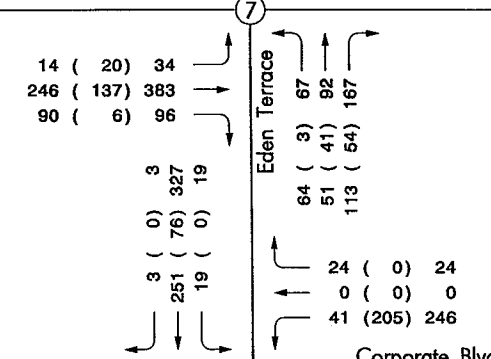 7
14 ( 20) 34
246 ( 137) 383
90 ( 6) 96
Eden Terrace
64 ( 3) 67
51 ( 41) 92
113 ( 54) 167
3 ( 0) 3
251 ( 76) 327
19 ( 0) 19
24 ( 0) 24
0 ( 0) 0
41 (205) 246
Corporate Blv